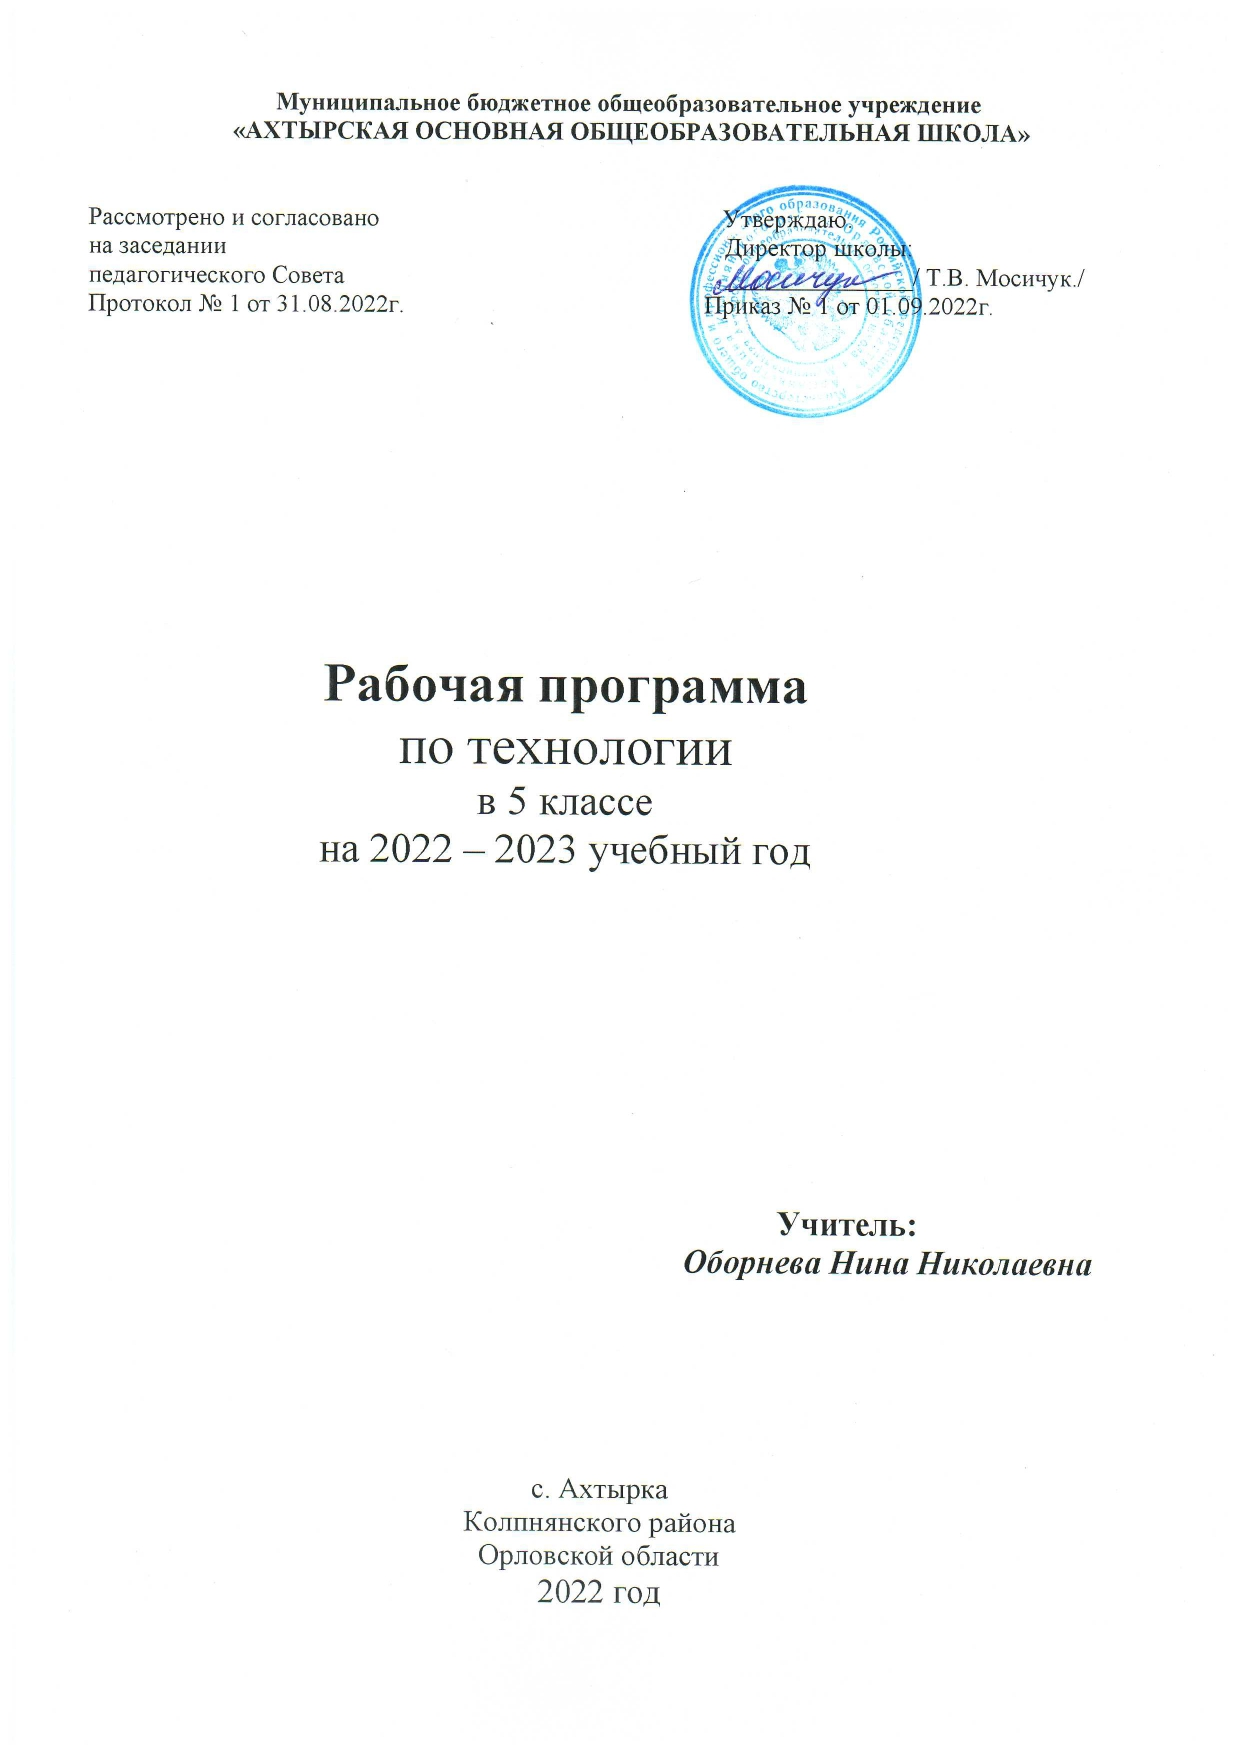 Муниципальное бюджетное общеобразовательное учреждение
«АХТЫРСКАЯ ОСНОВНАЯ ОБЩЕОБРАЗОВАТЕЛЬНАЯ ШКОЛА»
Рассмотрено и согласовано
на заседании
педагогического Совета
Протокол № 1 от 31.08.2022г.
Утверждаю.
Директор школы:
Мосичук / Т.В. Мосичук./
Приказ № 1 от 01.09.2022г.
Рабочая программа
по технологии
в 5 классе
на 2022 – 2023 учебный год
Учитель:
Оборнева Нина Николаевна
с. Ахтырка
Колпнянского района
Орловской области
2022 год